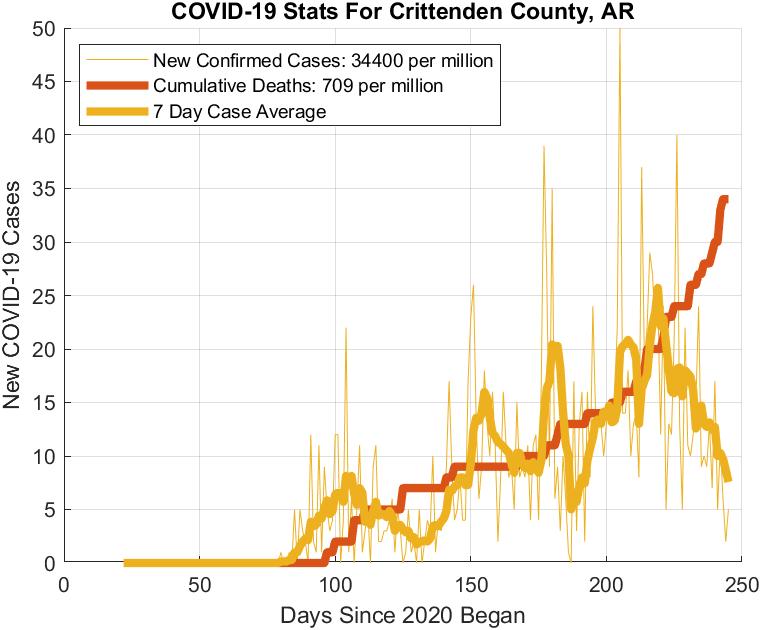 COVID-19 Stats For Crittenden County, AR
New Confirmed Cases: 34400 per million
Cumulative Deaths: 709 per million
7 Day Case Average
New COVID-19 Cases
50
45
40
35
30
25
20
15
10
5
0
0 50 100 150 200 250
Days Since 2020 Began